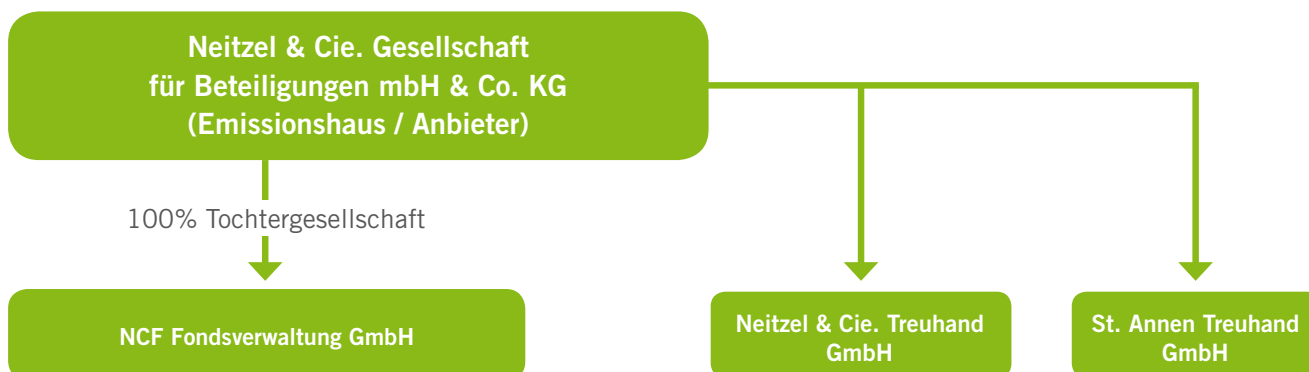 Neitzel & Cie. Gesellschaft
für Beteiligungen mbH & Co. KG
(Emissionshaus / Anbieter)
100% Tochtergesellschaft
NCF Fondsverwaltung GmbH
Neitzel & Cie. Treuhand
GmbH
St. Annen Treuhand
GmbH